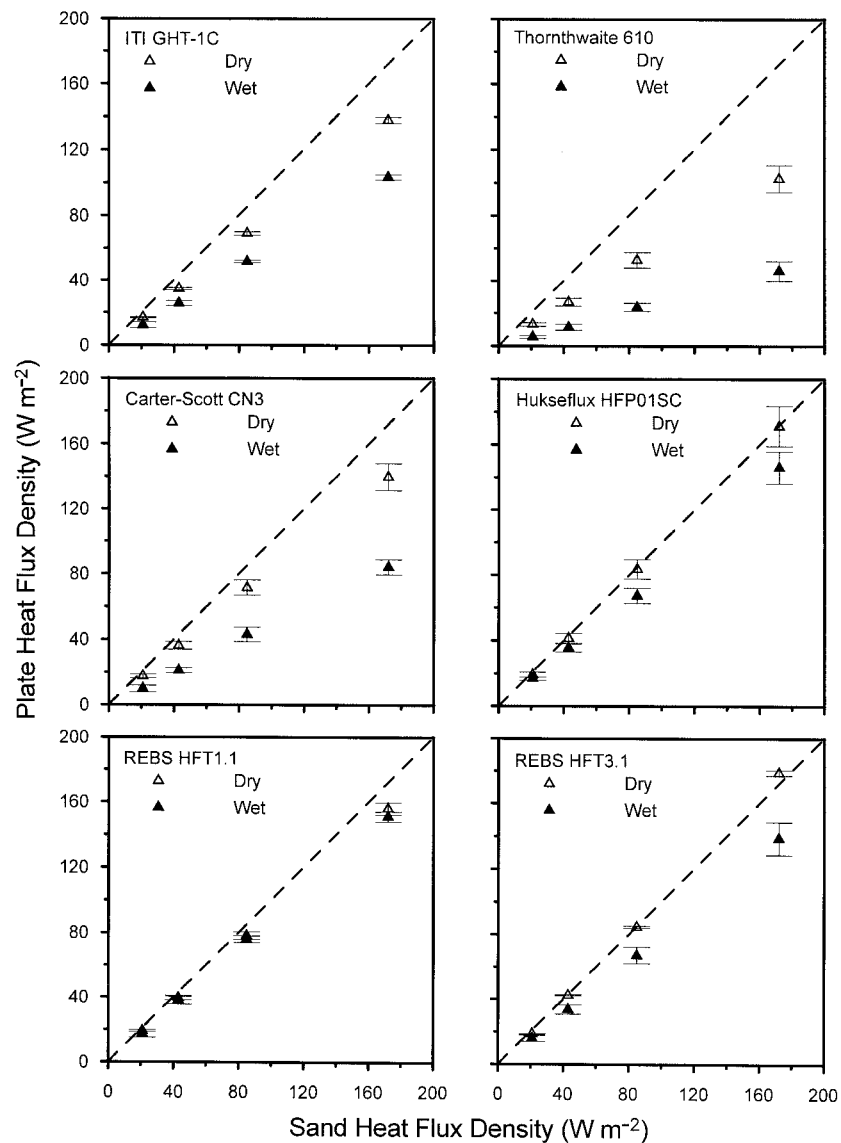 ITI GHT-1C
Dry
Wet
200
160
120
80
40
0
Thornthwaite 610
Dry
Wet
Carter-Scott CN3
Dry
Wet
200
160
120
80
40
0
Hukseflux HFP01SC
Dry
Wet
REBS HFT1.1
Dry
Wet
200
160
120
80
40
0
0 40 80 120 160 200
REBS HFT3.1
Dry
Wet
0 40 80 120 160 200
Plate Heat Flux Density (W m⁻²)
Sand Heat Flux Density (W m⁻²)